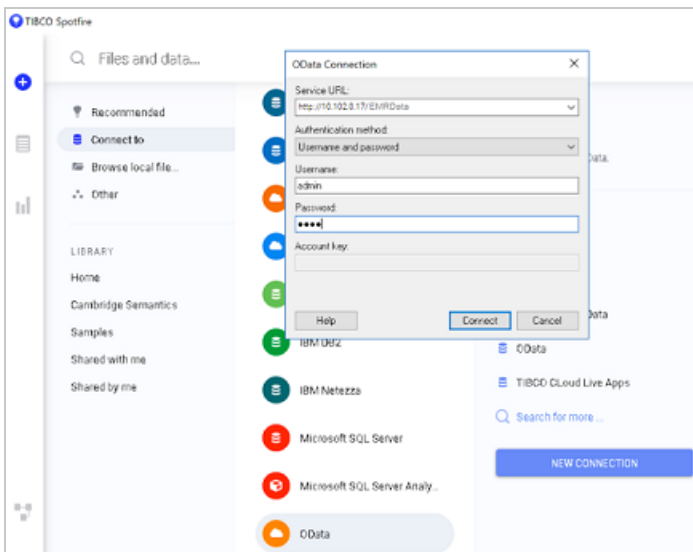 TIBCO Spotfire
Files and data...
Recommended
Connect to
Browse local file...
Other
LIBRARY
Home
Cambridge Semantics
Samples
Shared with me
Shared by me
IBM DB2
IBM Netezza
Microsoft SQL Server
Microsoft SQL Server Analy...
OData
OData Connection
Service URL:
http://10.102.0.17/EMRData
Authentication method:
Username and password
Username:
admin
Password:
••••
Account key:
Help
Connect
Cancel
Data.
Data
OData
TIBCO CLoud Live Apps
Search for more ...
NEW CONNECTION